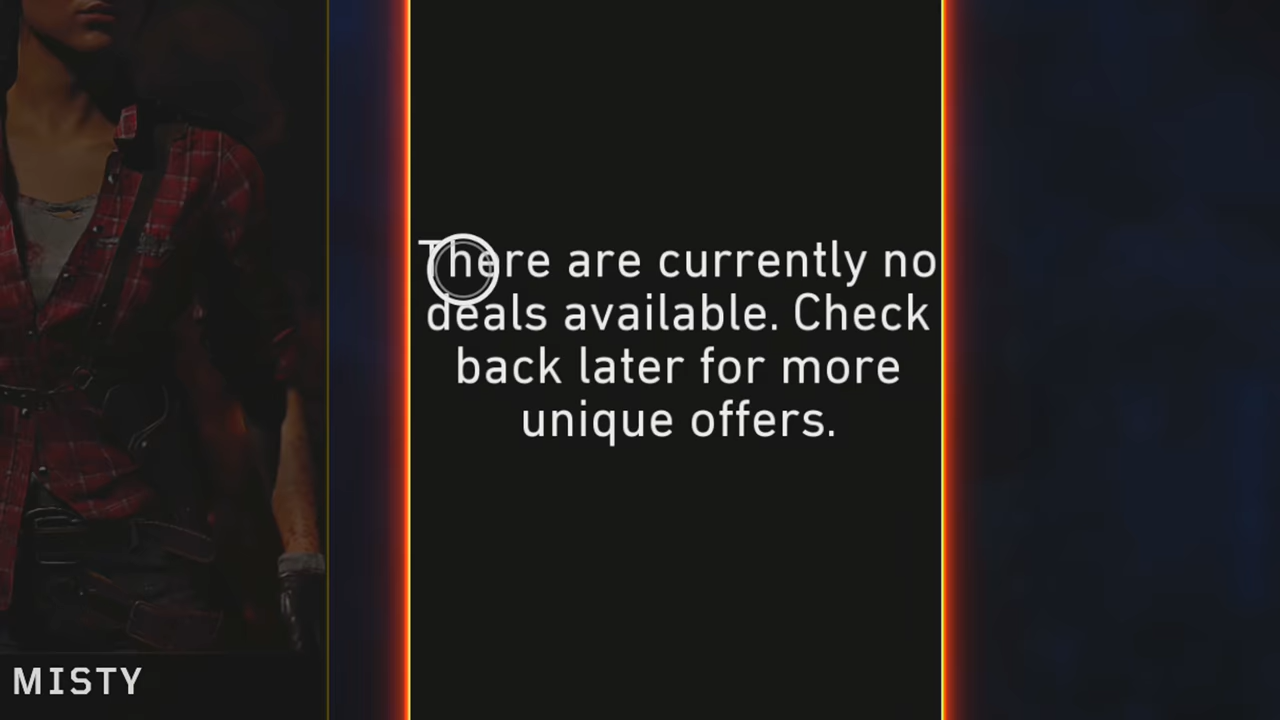 There are currently no
deals available. Check
back later for more
unique offers.
MISTY